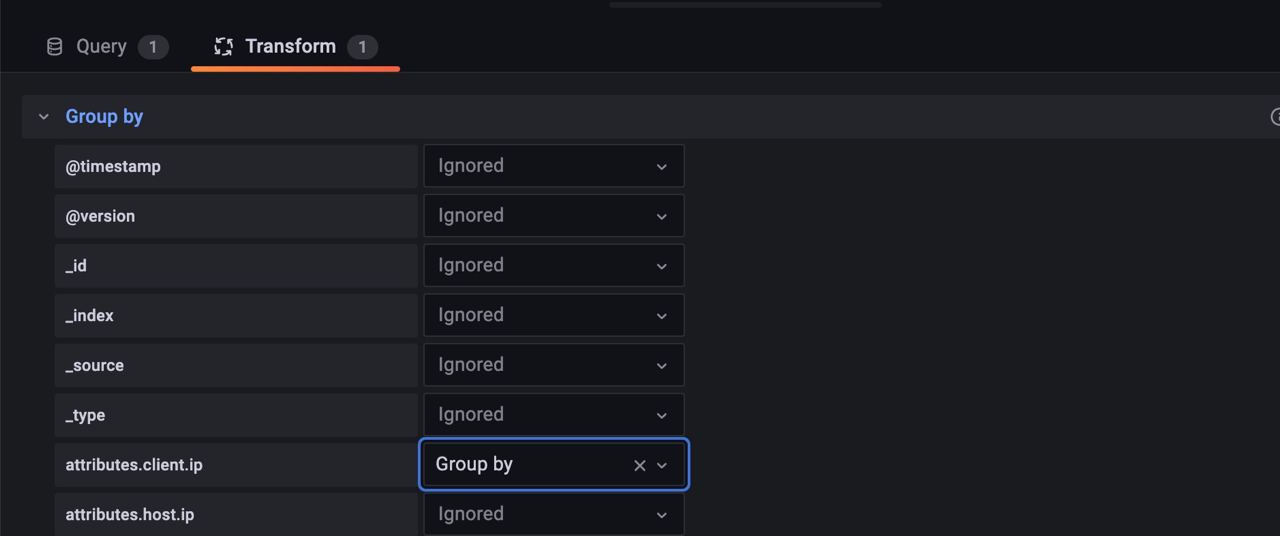 Query 1 Transform 1
Group by
@timestamp Ignored
@version Ignored
_id Ignored
_index Ignored
_source Ignored
_type Ignored
attributes.client.ip Group by
attributes.host.ip Ignored